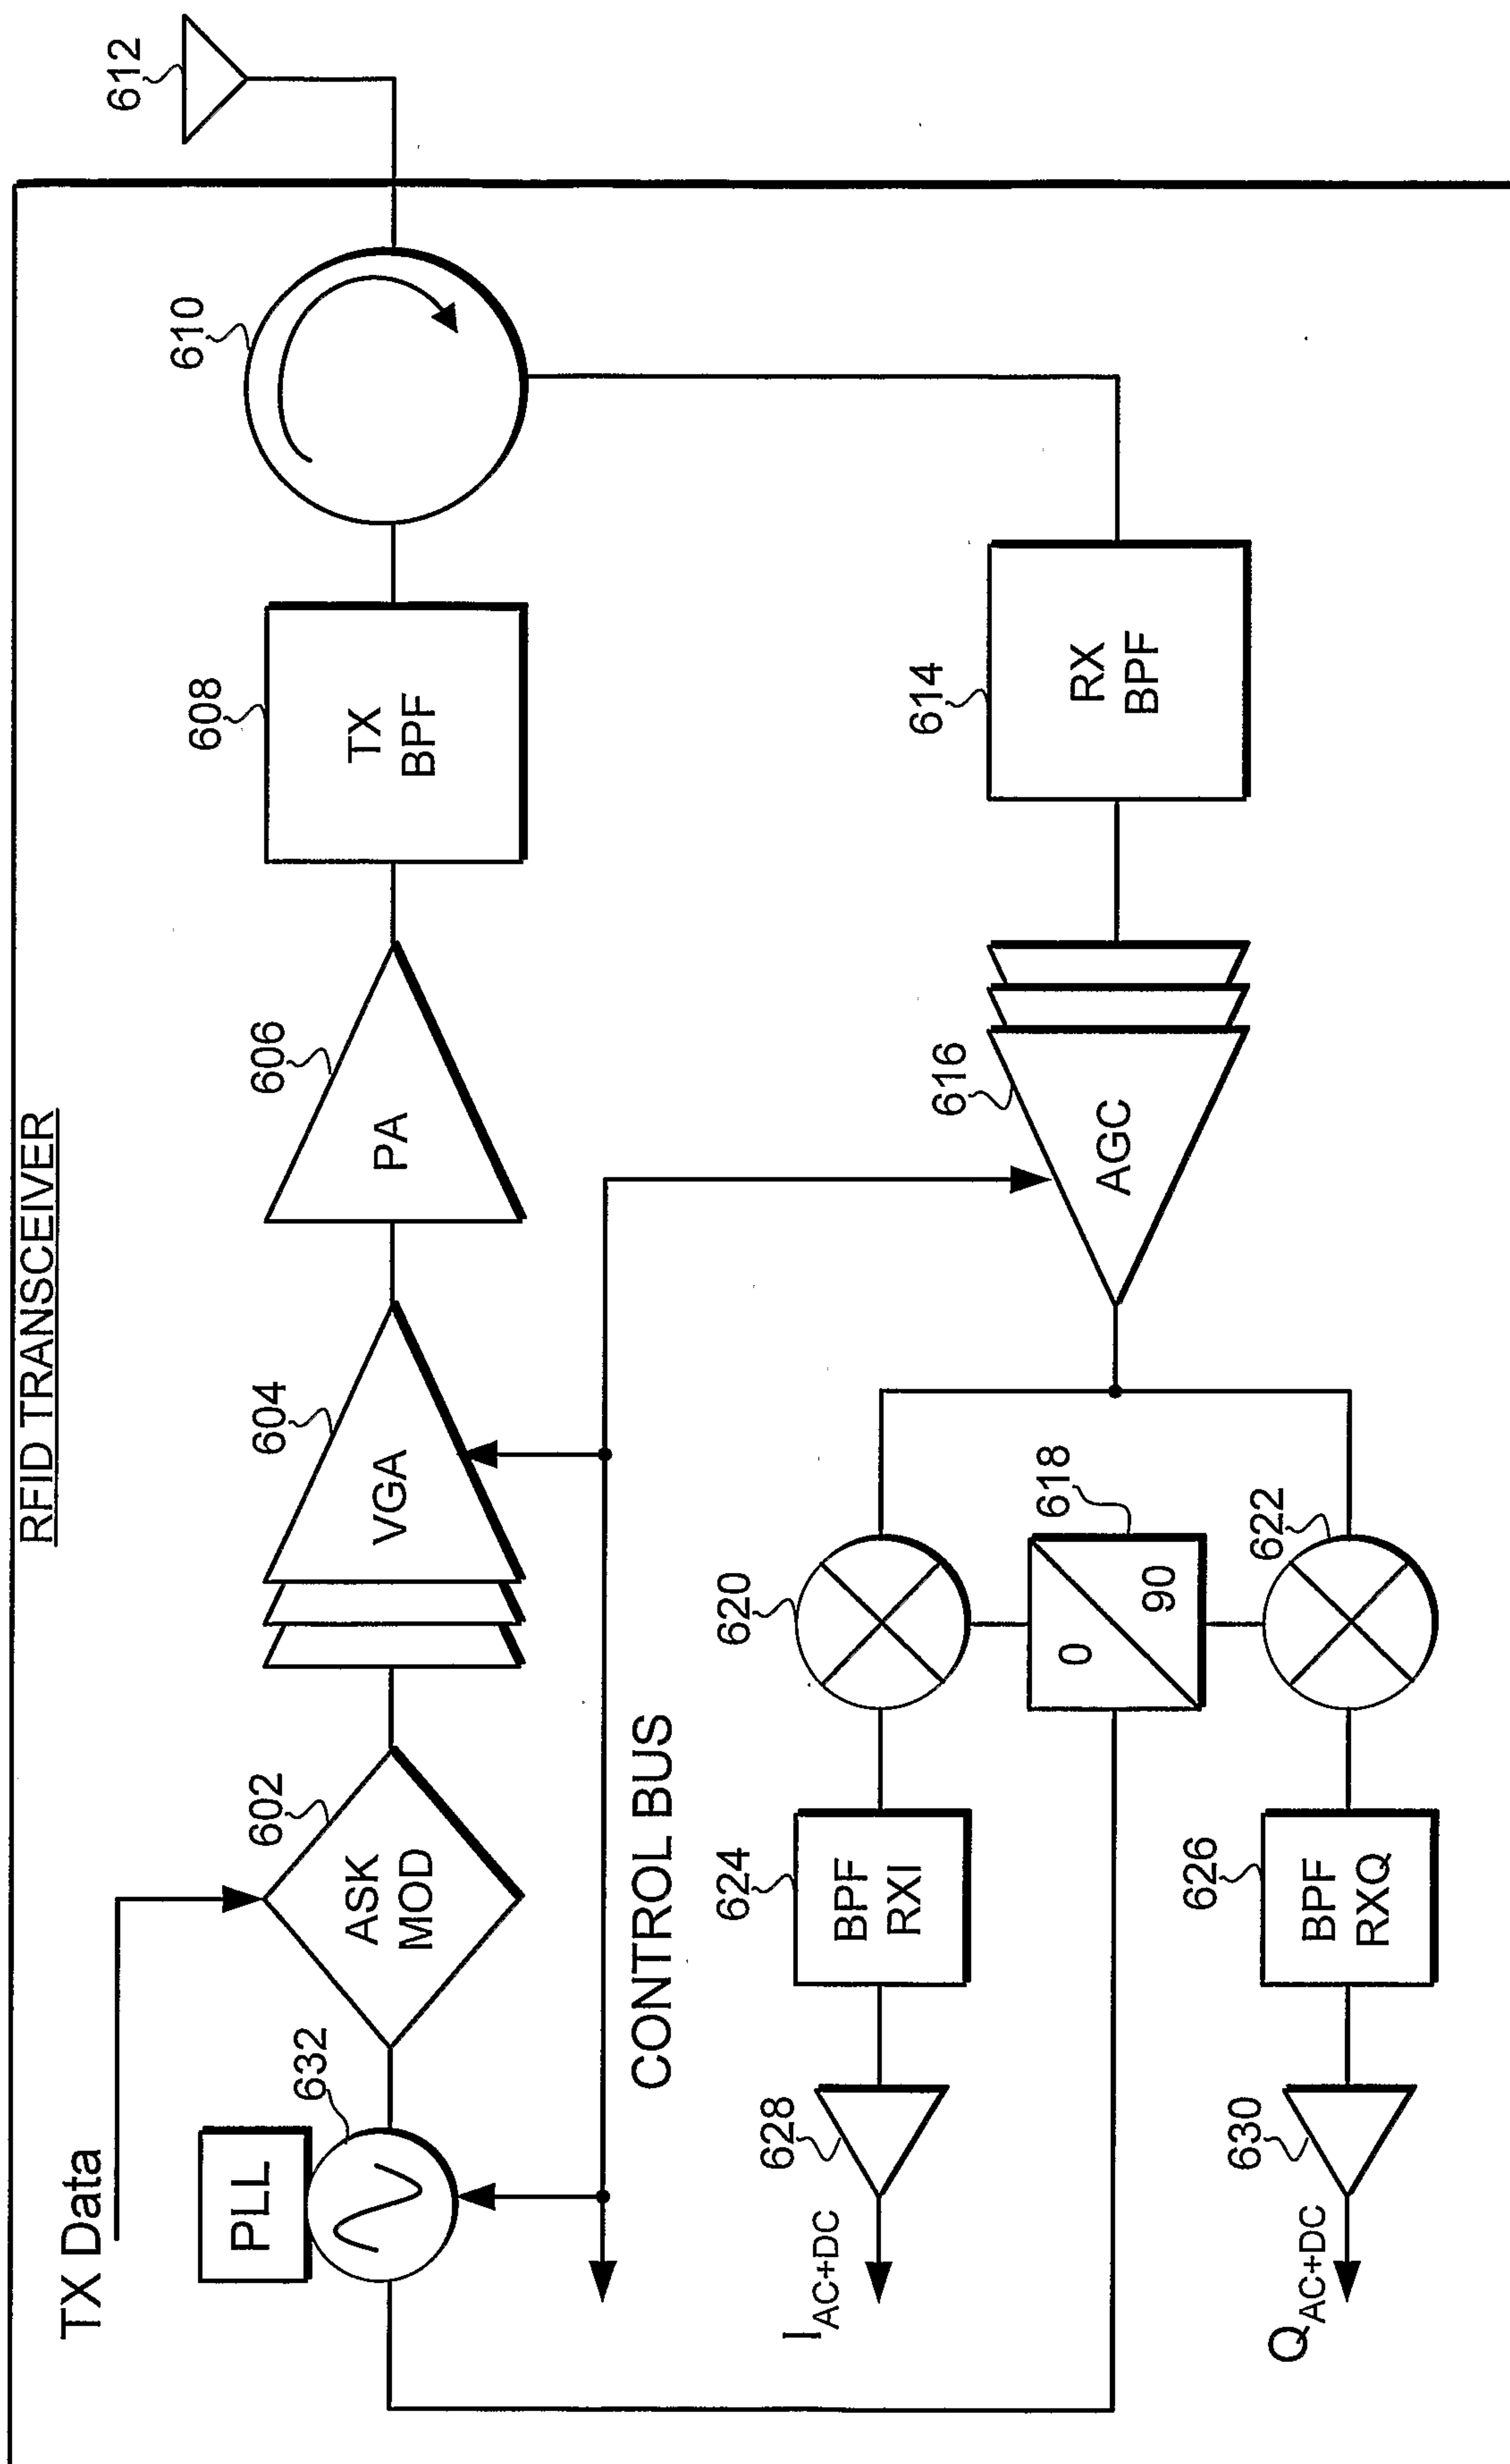 RFID TRANSCEIVER
TX Data
PLL
632
ASK
MOD
602
VGA
604
PA
606
TX
BPF
608
610
612
CONTROL BUS
RX
BPF
614
AGC
616
0
90
618
620
622
BPF
RXI
624
BPF
RXQ
626
628
630
I AC+DC
Q AC+DC